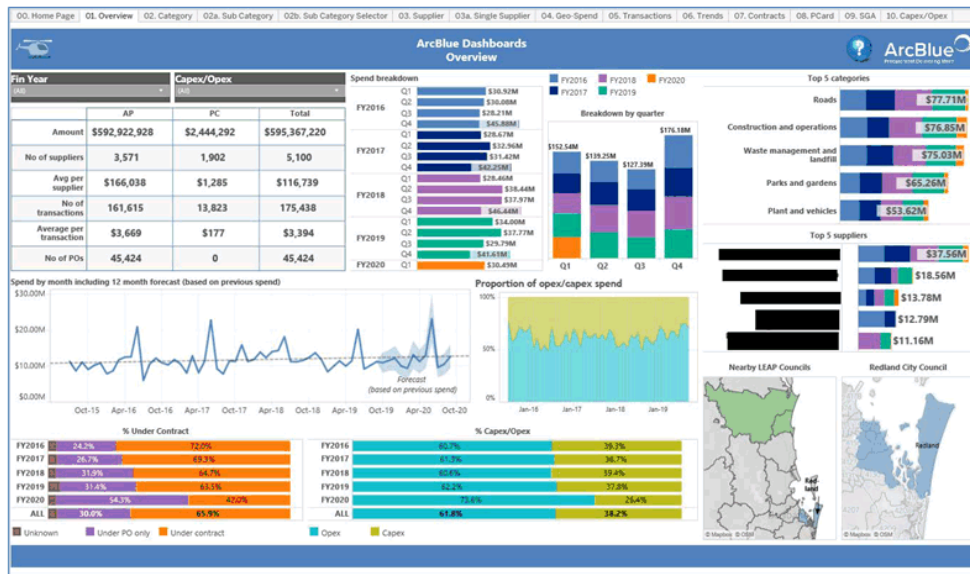 00. Home Page 01. Overview 02. Category 02a. Sub Category 02b. Sub Category Selector 03. Supplier 03a. Single Supplier 04. Geo-Spend 05. Transactions 06. Trends 07. Contracts 08. PCard 09. SGA 10. Capex/Opex
ArcBlue Dashboards
Overview
? ArcBlue
Fin Year Capex/Opex
(All) (All)
AP PC Total
Amount $592,922,928 $2,444,292 $595,367,220
No of suppliers 3,571 1,902 5,100
Avg per supplier $166,038 $1,285 $116,739
No of transactions 161,615 13,823 175,438
Average per transaction $3,669 $177 $3,394
No of POs 45,424 0 45,424
Spend breakdown
FY2016 Q1 $30.92M
Q2 $30.08M
Q3 $28.21M
Q4 $45.88M
FY2017 Q1 $28.67M
Q2 $32.96M
Q3 $31.42M
Q4 $42.25M
FY2018 Q1 $28.46M
Q2 $38.44M
Q3 $37.97M
Q4 $46.44M
FY2019 Q1 $34.00M
Q2 $37.77M
Q3 $29.79M
Q4 $41.61M
FY2020 Q1 $30.49M
FY2016 FY2018 FY2020
FY2017 FY2019
Breakdown by quarter
$152.54M $139.25M $127.39M $176.18M
Q1 Q2 Q3 Q4
Top 5 categories
Roads $77.71M
Construction and operations $76.85M
Waste management and landfill $75.03M
Parks and gardens $65.26M
Plant and vehicles $53.62M
Top 5 suppliers
$37.56M
$18.56M
$13.78M
$12.79M
$11.16M
Spend by month including 12 month forecast (based on previous spend)
$30.00M
$20.00M
$10.00M
$0.00M
Forecast
(based on previous spend)
Oct-15 Apr-16 Oct-16 Apr-17 Oct-17 Apr-18 Oct-18 Apr-19 Oct-19 Apr-20 Oct-20
Proportion of opex/capex spend
100%
50%
0%
Jan-16 Jan-17 Jan-18 Jan-19
Nearby LEAP Councils
Red-
land
© Mapbox © OSM
Redland City Council
Redland
© Mapbox © OSM
% Under Contract
FY2016 24.2% 72.0%
FY2017 26.7% 69.3%
FY2018 31.9% 64.7%
FY2019 31.4% 63.5%
FY2020 54.3% 42.0%
ALL 30.0% 65.9%
Unknown Under PO only Under contract
% Capex/Opex
FY2016 60.7% 39.3%
FY2017 61.3% 38.7%
FY2018 60.6% 39.4%
FY2019 62.2% 37.8%
FY2020
ALL 61.8% 38.2%
Opex Capex